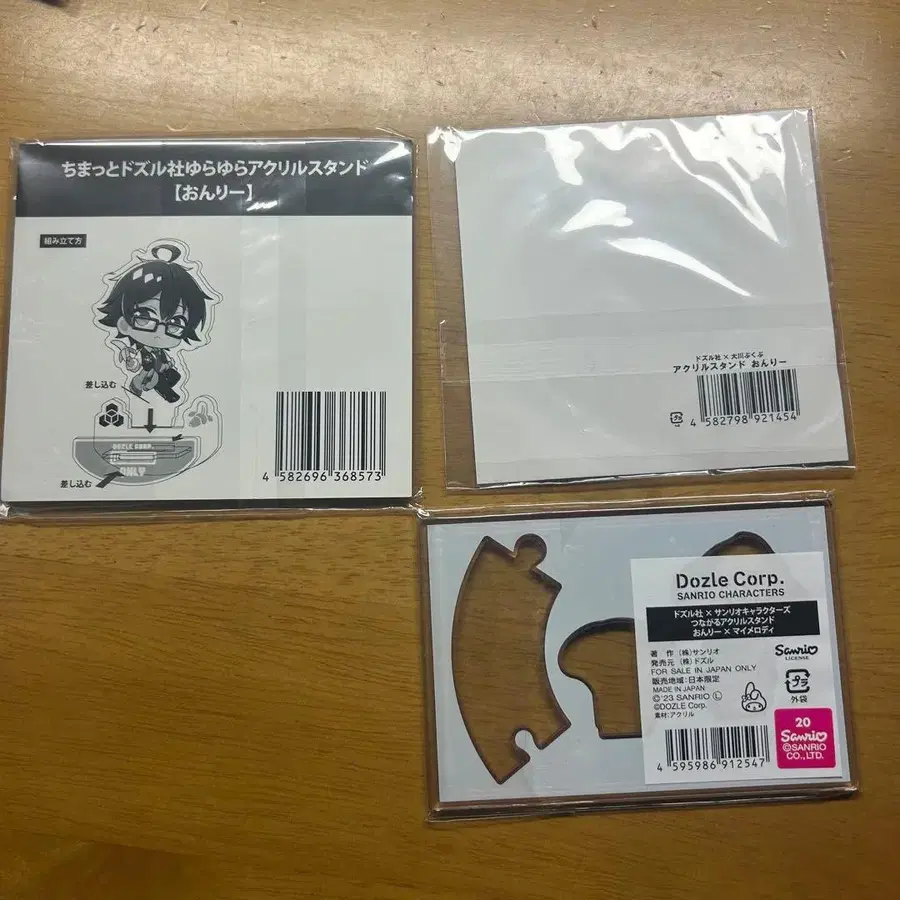 ちまっとドズル社ゆらゆらアクリルスタンド
【おんりー】
組み立て方
差し込む
DOZLE CORP.
ONLY
差し込む
4 582696 368573
ドズル社 × 大川ぶくぶ
アクリルスタンド おんりー
プラ
4 582798 921454
Dozle Corp.
SANRIO CHARACTERS
ドズル社 × サンリオキャラクターズ
つながるアクリルスタンド
おんりー × マイメロディ
著 作 (株)サンリオ
発売元 (株)ドズル
FOR SALE IN JAPAN ONLY
販売地域:日本限定
MADE IN JAPAN
© '23 SANRIO Ⓛ
©DOZLE Corp.
素材:アクリル
Sanrio
LICENSE
プラ
外袋
4 595986 912547
20
Sanrio
©SANRIO
CO.,LTD.